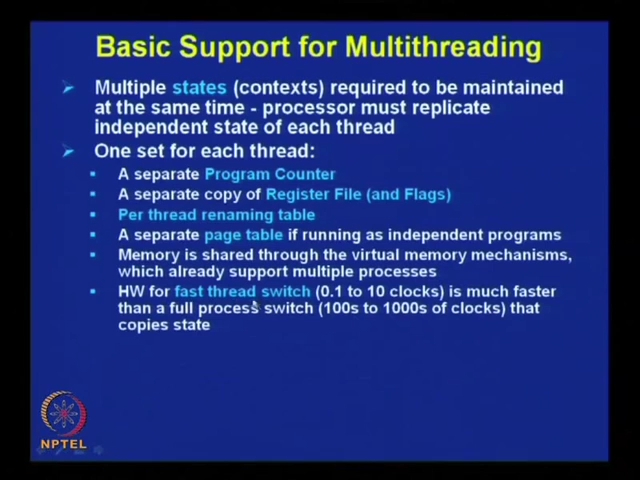 Basic Support for Multithreading
Multiple states (contexts) required to be maintained
at the same time - processor must replicate
independent state of each thread
One set for each thread:
A separate Program Counter
A separate copy of Register File (and Flags)
Per thread renaming table
A separate page table if running as independent programs
Memory is shared through the virtual memory mechanisms,
which already support multiple processes
HW for fast thread switch (0.1 to 10 clocks) is much faster
than a full process switch (100s to 1000s of clocks) that
copies state
NPTEL